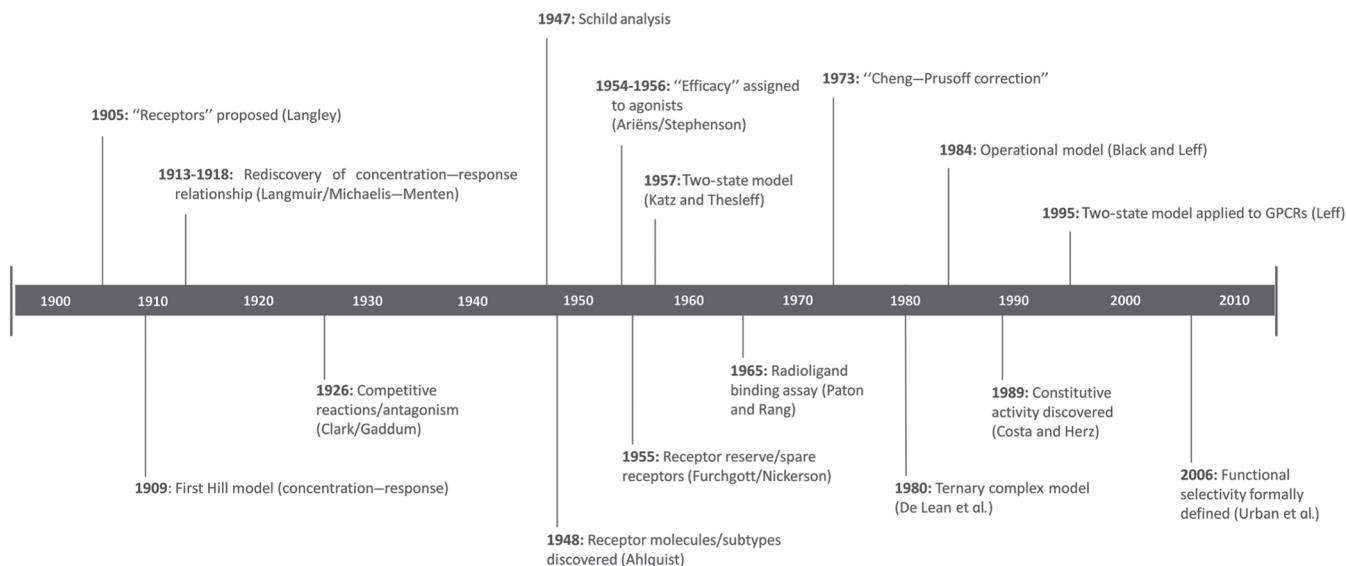 1947: Schild analysis
1954-1956: “Efficacy” assigned
to agonists
(Ariëns/Stephenson)
1973: “Cheng—Prusoff correction”
1905: “Receptors” proposed (Langley)
1984: Operational model (Black and Leff)
1913-1918: Rediscovery of concentration—response
relationship (Langmuir/Michaelis—Menten)
1957:Two-state model
(Katz and Thesleff)
1995: Two-state model applied to GPCRs (Leff)
1900 1910 1920 1930 1940 1950 1960 1970 1980 1990 2000 2010
1926: Competitive
reactions/antagonism
(Clark/Gaddum)
1965: Radioligand
binding assay (Paton
and Rang)
1989: Constitutive
activity discovered
(Costa and Herz)
1955: Receptor reserve/spare
receptors (Furchgott/Nickerson)
1909: First Hill model (concentration—response)
1980: Ternary complex model
(De Lean et al.)
2006: Functional
selectivity formally
defined (Urban et al.)
1948: Receptor molecules/subtypes
discovered (Ahlquist)